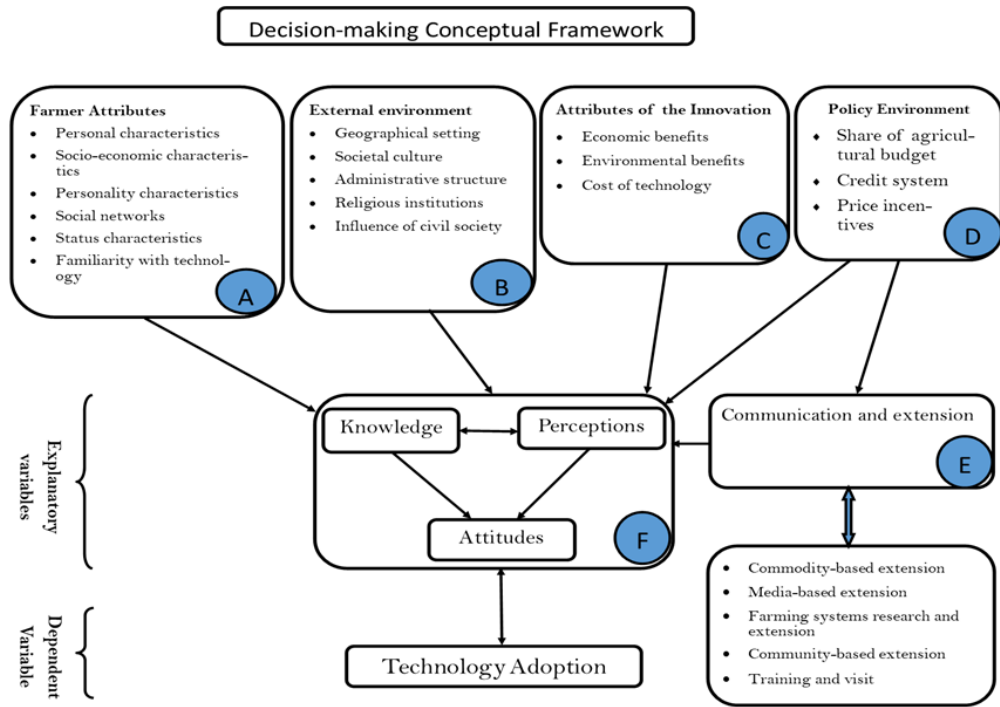 Decision-making Conceptual Framework
Farmer Attributes
• Personal characteristics
• Socio-economic characteris-
tics
• Personality characteristics
• Social networks
• Status characteristics
• Familiarity with technol-
ogy
A
External environment
• Geographical setting
• Societal culture
• Administrative structure
• Religious institutions
• Influence of civil society
B
Attributes of the Innovation
• Economic benefits
• Environmental benefits
• Cost of technology
C
Policy Environment
♦ Share of agricul-
tural budget
♦ Credit system
♦ Price incen-
tives
D
Explanatory
variables
Knowledge
Perceptions
Attitudes
F
Communication and extension
E
• Commodity-based extension
• Media-based extension
• Farming systems research and
extension
• Community-based extension
• Training and visit
Dependent
Variable
Technology Adoption